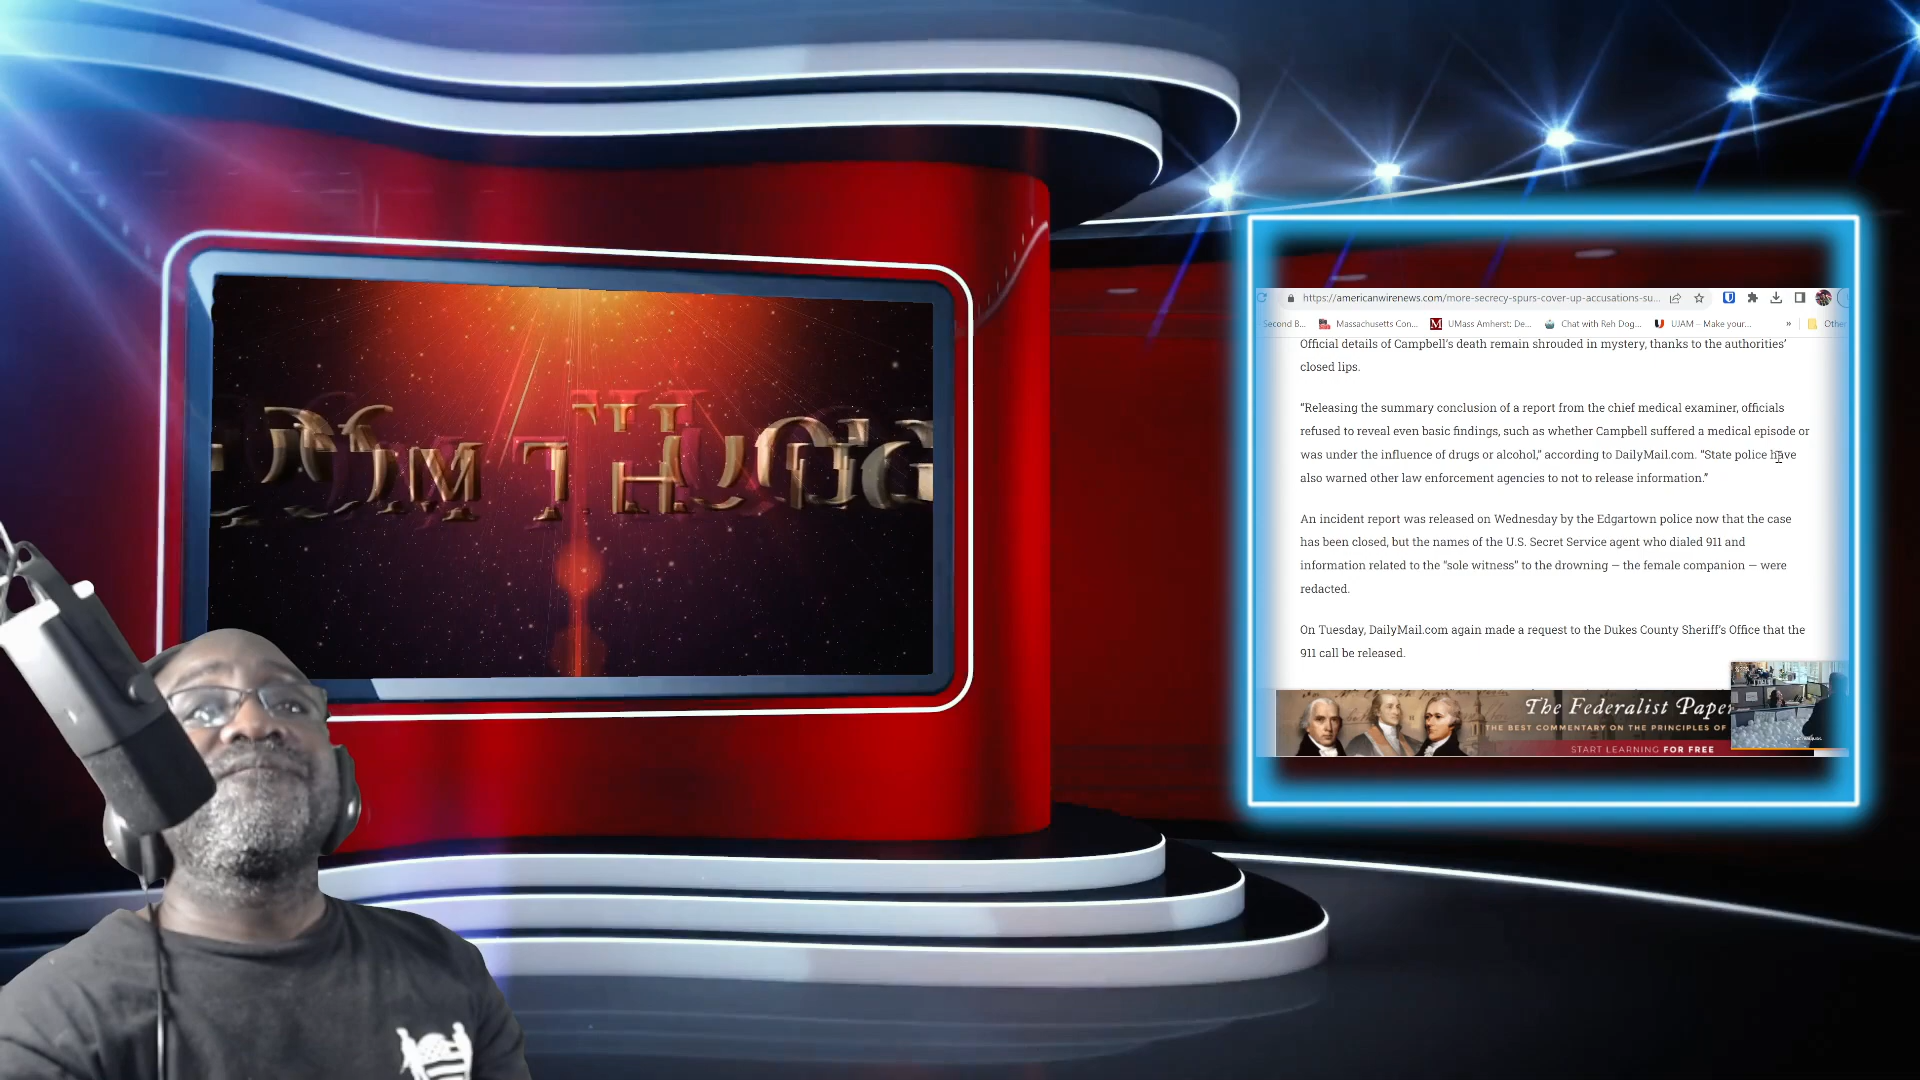 https://americanwirenews.com/more-secrecy-spurs-cover-up-accusations-su...
Second B...
Massachusetts Con...
UMass Amherst: De...
Chat with Reh Dog...
UJAM – Make your...
»
Other
Official details of Campbell's death remain shrouded in mystery, thanks to the authorities'
closed lips.
"Releasing the summary conclusion of a report from the chief medical examiner, officials
refused to reveal even basic findings, such as whether Campbell suffered a medical episode or
was under the influence of drugs or alcohol," according to DailyMail.com. "State police have
also warned other law enforcement agencies to not to release information."
An incident report was released on Wednesday by the Edgartown police now that the case
has been closed, but the names of the U.S. Secret Service agent who dialed 911 and
information related to the "sole witness" to the drowning — the female companion — were
redacted.
On Tuesday, DailyMail.com again made a request to the Dukes County Sheriff's Office that the
911 call be released.
The Federalist Paper
THE BEST COMMENTARY ON THE PRINCIPLES OF
START LEARNING FOR FREE